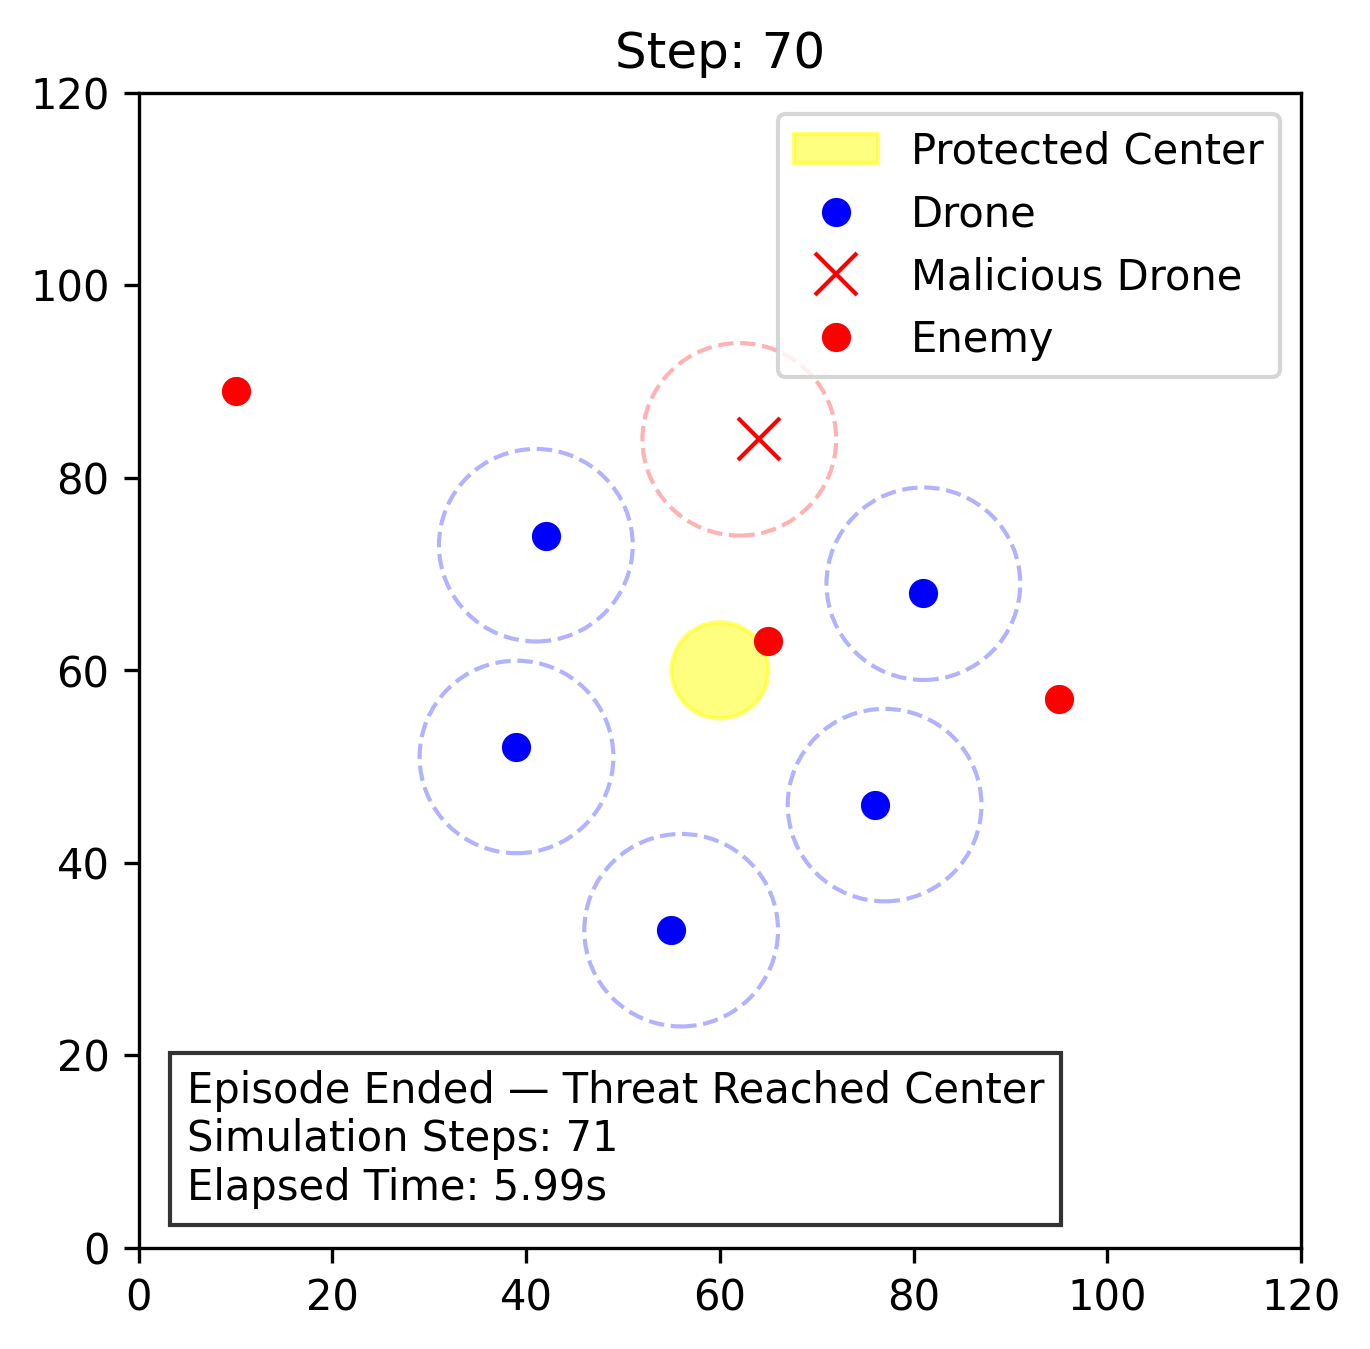 Step: 70
120
100
80
60
40
20
0
Protected Center
Drone
Malicious Drone
Enemy
Episode Ended — Threat Reached Center
Simulation Steps: 71
Elapsed Time: 5.99s
0 20 40 60 80 100 120